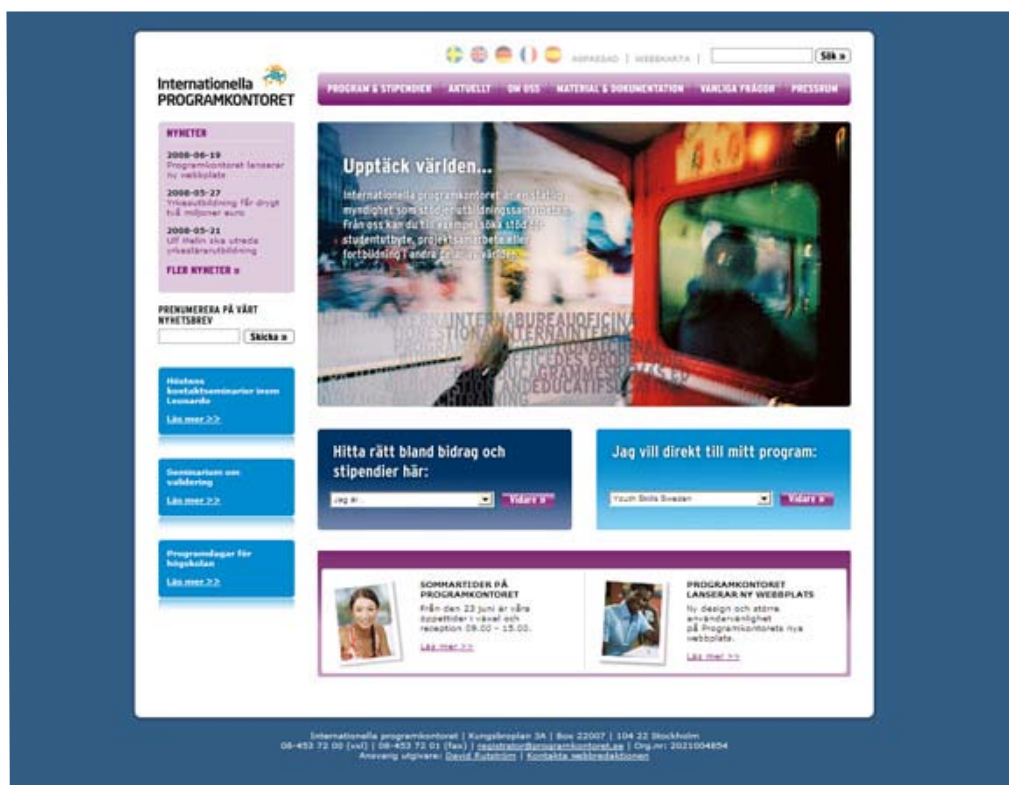 ANPASSAD | WEBBKARTA |
Sök »
Internationella
PROGRAMKONTORET
PROGRAM & STIPENDIER AKTUELLT OM OSS MATERIAL & DOKUMENTATION VANLIGA FRÅGOR PRESSRUM
NYHETER
2008-06-19
Programkontoret lanserar
ny webbplats
2008-05-27
Yrkesutbildning får drygt
två miljoner euro
2008-05-21
Ulf Melin ska utreda
yrkeslärarutbildning
FLER NYHETER »
PRENUMERERA PÅ VÅRT
NYHETSBREV
Skicka »
Höstens
kontaktseminarier inom
Leonardo
Läs mer >>
Seminarium om
validering
Läs mer >>
Programdagar för
högskolan
Läs mer >>
Upptäck världen...
Internationella programkontoret är en statlig
myndighet som stödjer utbildningssamarbeten.
Från oss kan du till exempel söka stöd för
studentutbyte, projektsamarbete eller
fortbildning i andra delar av världen.
Hitta rätt bland bidrag och
stipendier här:
Jag är...
Vidare »
Jag vill direkt till mitt program:
Youth Skills Sweden
Vidare »
SOMMARTIDER PÅ
PROGRAMKONTORET
Från den 23 juni är våra
öppettider i växel och
reception 09.00 - 15.00.
Läs mer >>
PROGRAMKONTORET
LANSERAR NY WEBBPLATS
Ny design och större
användarvänlighet
på Programkontorets nya
webbplats.
Läs mer >>
Internationella programkontoret | Kungsbroplan 3A | Box 22007 | 104 22 Stockholm
08-453 72 00 (vxl) | 08-453 72 01 (fax) | registrator@programkontoret.se | Org.nr: 2021004854
Ansvarig utgivare: David Rutström | Kontakta webbredaktionen